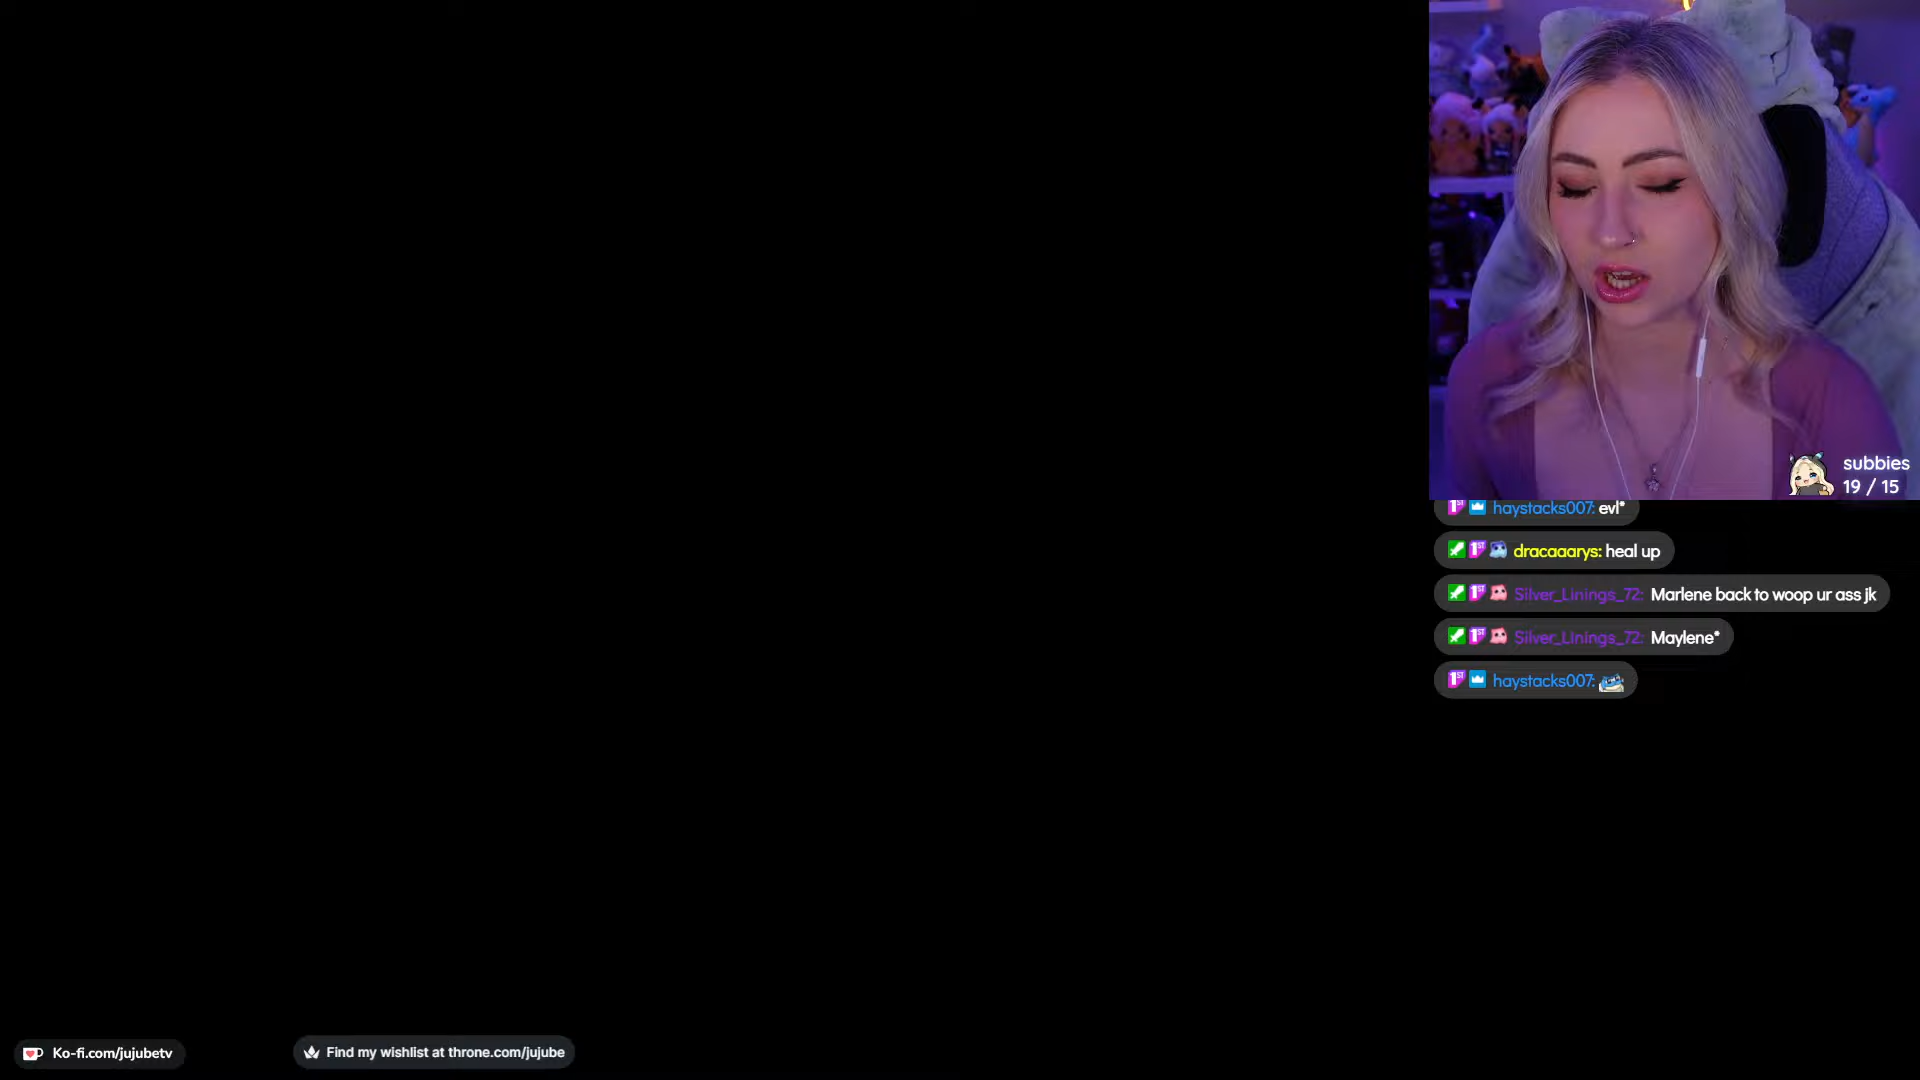 subbies
19 / 15
haystacks007: evl*
dracaaarys: heal up
Silver_Linings_72: Marlene back to woop ur ass jk
Silver_Linings_72: Maylene*
haystacks007:
Ko-fi.com/jujubetv
Find my wishlist at throne.com/jujube